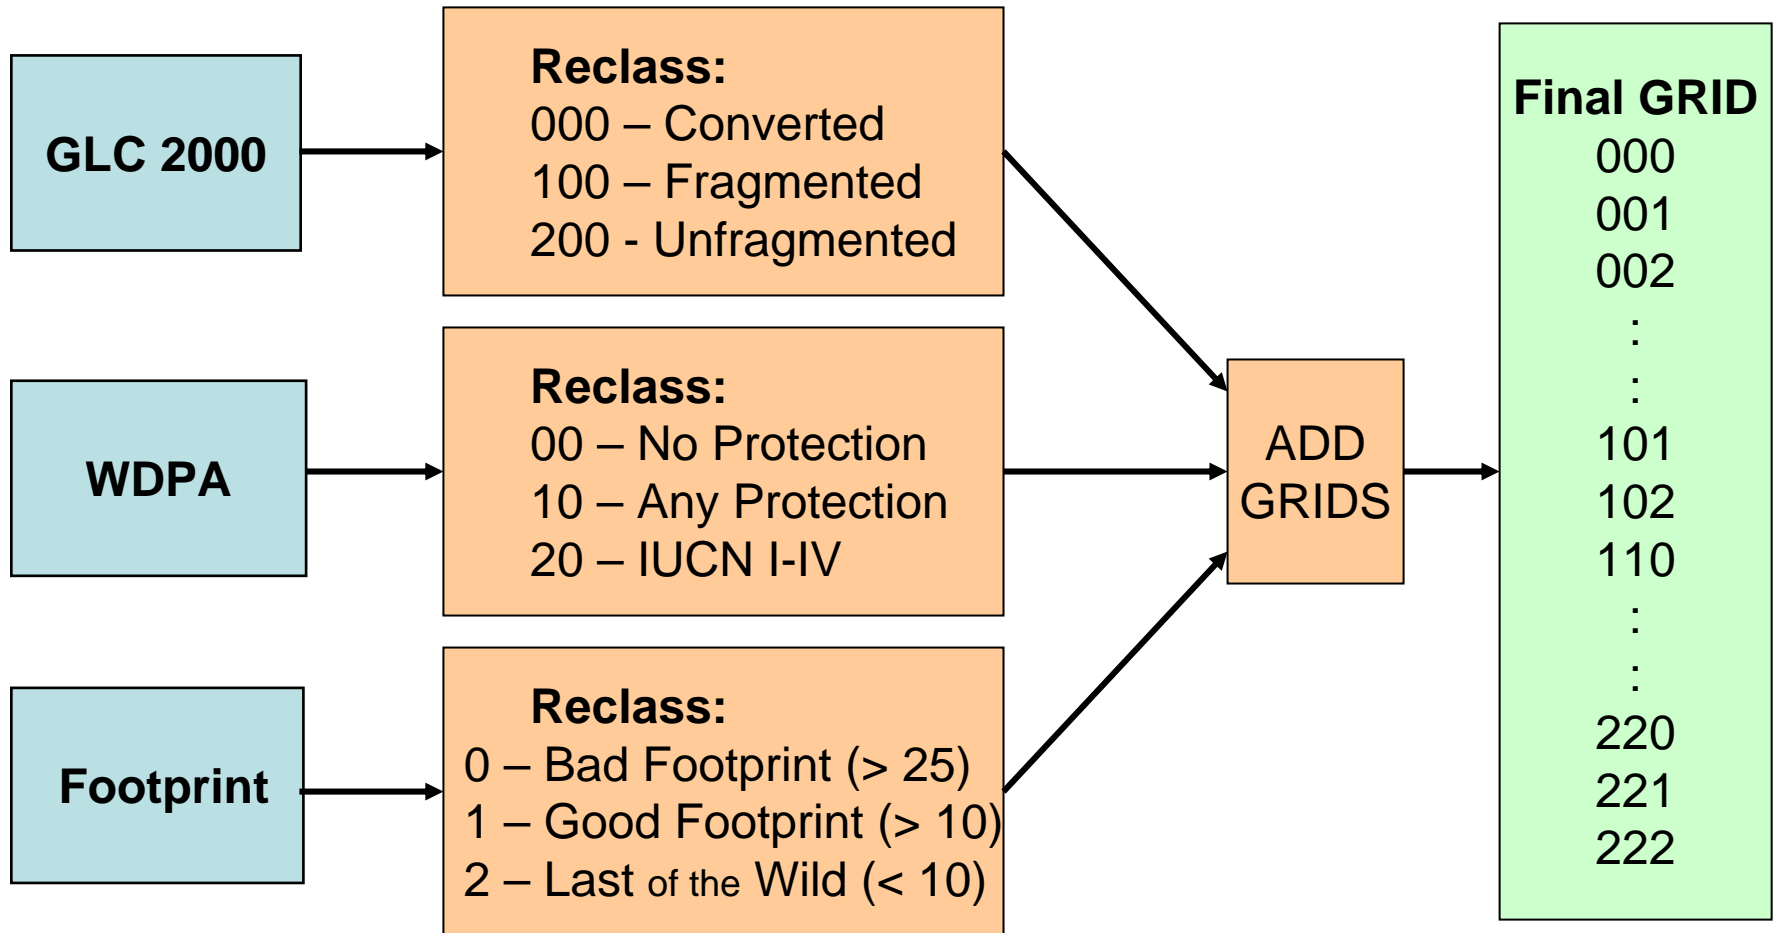 GLC 2000
Reclass:
000 – Converted
100 – Fragmented
200 - Unfragmented
WDPA
Reclass:
00 – No Protection
10 – Any Protection
20 – IUCN I-IV
Footprint
Reclass:
0 – Bad Footprint (> 25)
1 – Good Footprint (> 10)
2 – Last of the Wild (< 10)
ADD
GRIDS
Final GRID
000
001
002
:
:
101
102
110
:
:
220
221
222